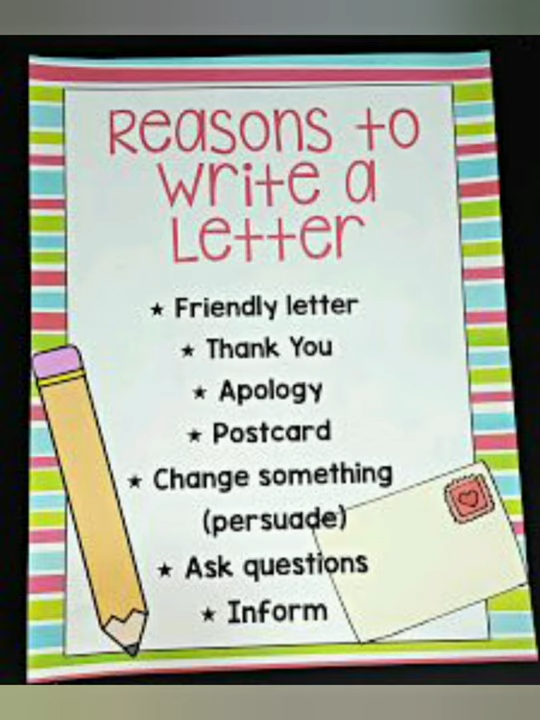 Reasons to
Write a
Letter
★ Friendly letter
★ Thank You
★ Apology
★ Postcard
★ Change something
(persuade)
★ Ask questions
★ Inform